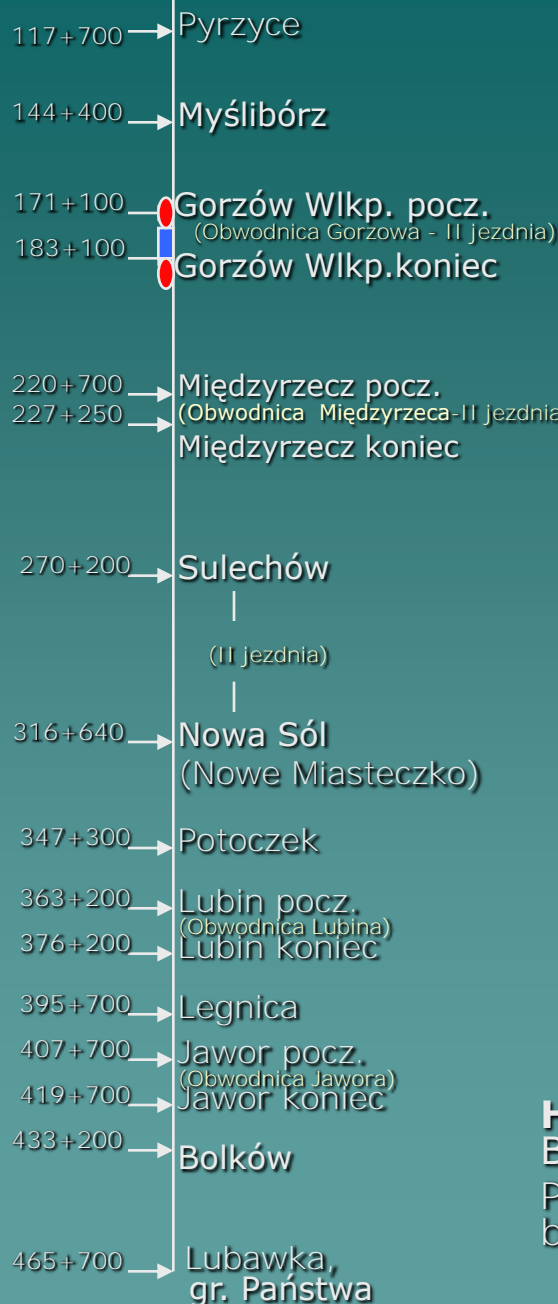 117+700 Pyrzyce
144+400 Myślibórz
171+100 Gorzów Wlkp. pocz.
(Obwodnica Gorzowa - II jezdnia)
183+100 Gorzów Wlkp.koniec
220+700 Międzyrzecz pocz.
227+250 (Obwodnica Międzyrzeca-II jezdnia
Międzyrzecz koniec
270+200 Sulechów
(II jezdnia)
316+640 Nowa Sól
(Nowe Miasteczko)
347+300 Potoczek
363+200 Lubin pocz.
(Obwodnica Lubina)
376+200 Lubin koniec
395+700 Legnica
407+700 Jawor pocz.
(Obwodnica Jawora)
419+700 Jawor koniec
433+200 Bolków
465+700 Lubawka,
gr. Państwa